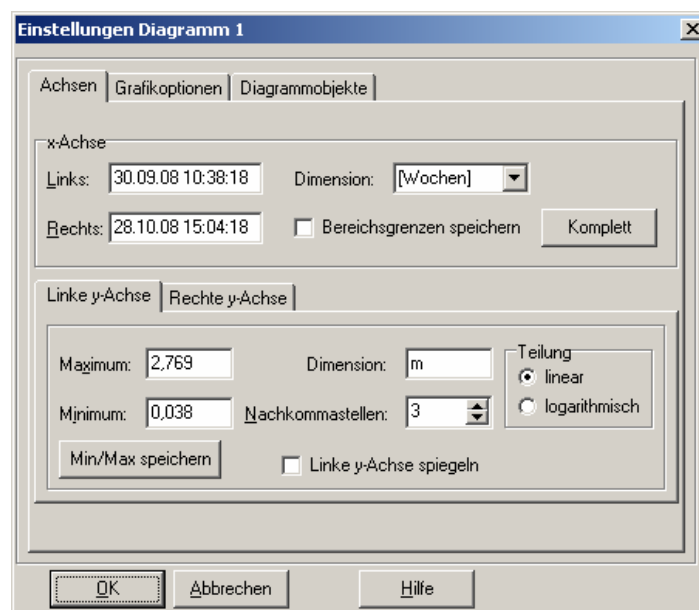 Einstellungen Diagramm 1
Achsen Grafikoptionen Diagrammobjekte
x-Achse
Links: 30.09.08 10:38:18 Dimension: [Wochen]
Rechts: 28.10.08 15:04:18 Bereichsgrenzen speichern Komplett
Linke y-Achse Rechte y-Achse
Maximum: 2,769 Dimension: m Teilung
linear
Minimum: 0,038 Nachkommastellen: 3 logarithmisch
Min/Max speichern Linke y-Achse spiegeln
OK Abbrechen Hilfe